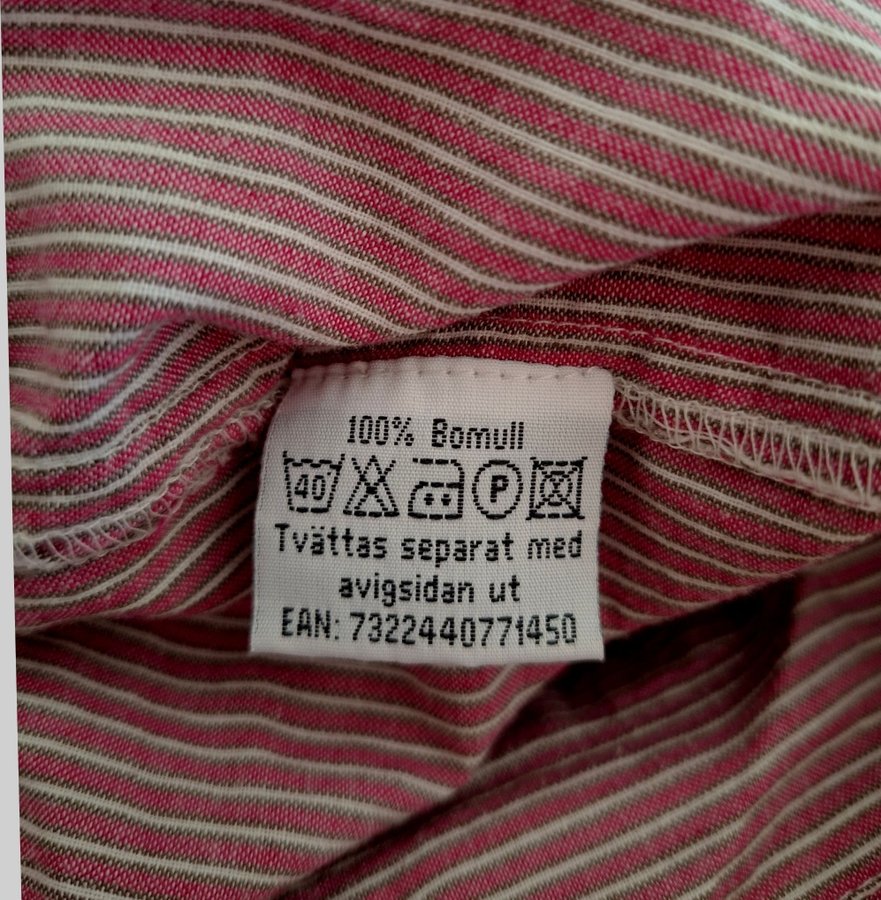 100% Bomull
40 P
Tvättas separat med
avigsidan ut
EAN: 7322440771450